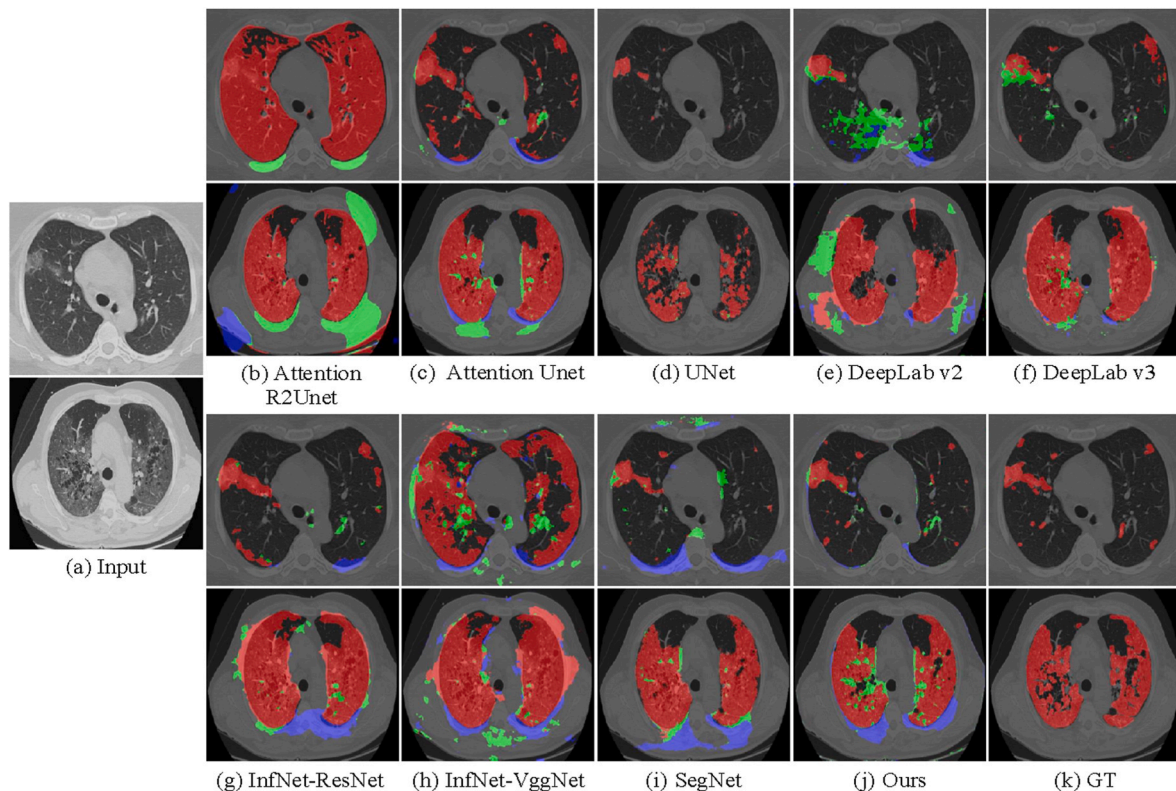 (b) Attention
R2Unet
(c) Attention Unet
(d) UNet
(e) DeepLab v2
(f) DeepLab v3
(a) Input
(g) InfNet-ResNet
(h) InfNet-VggNet
(i) SegNet
(j) Ours
(k) GT